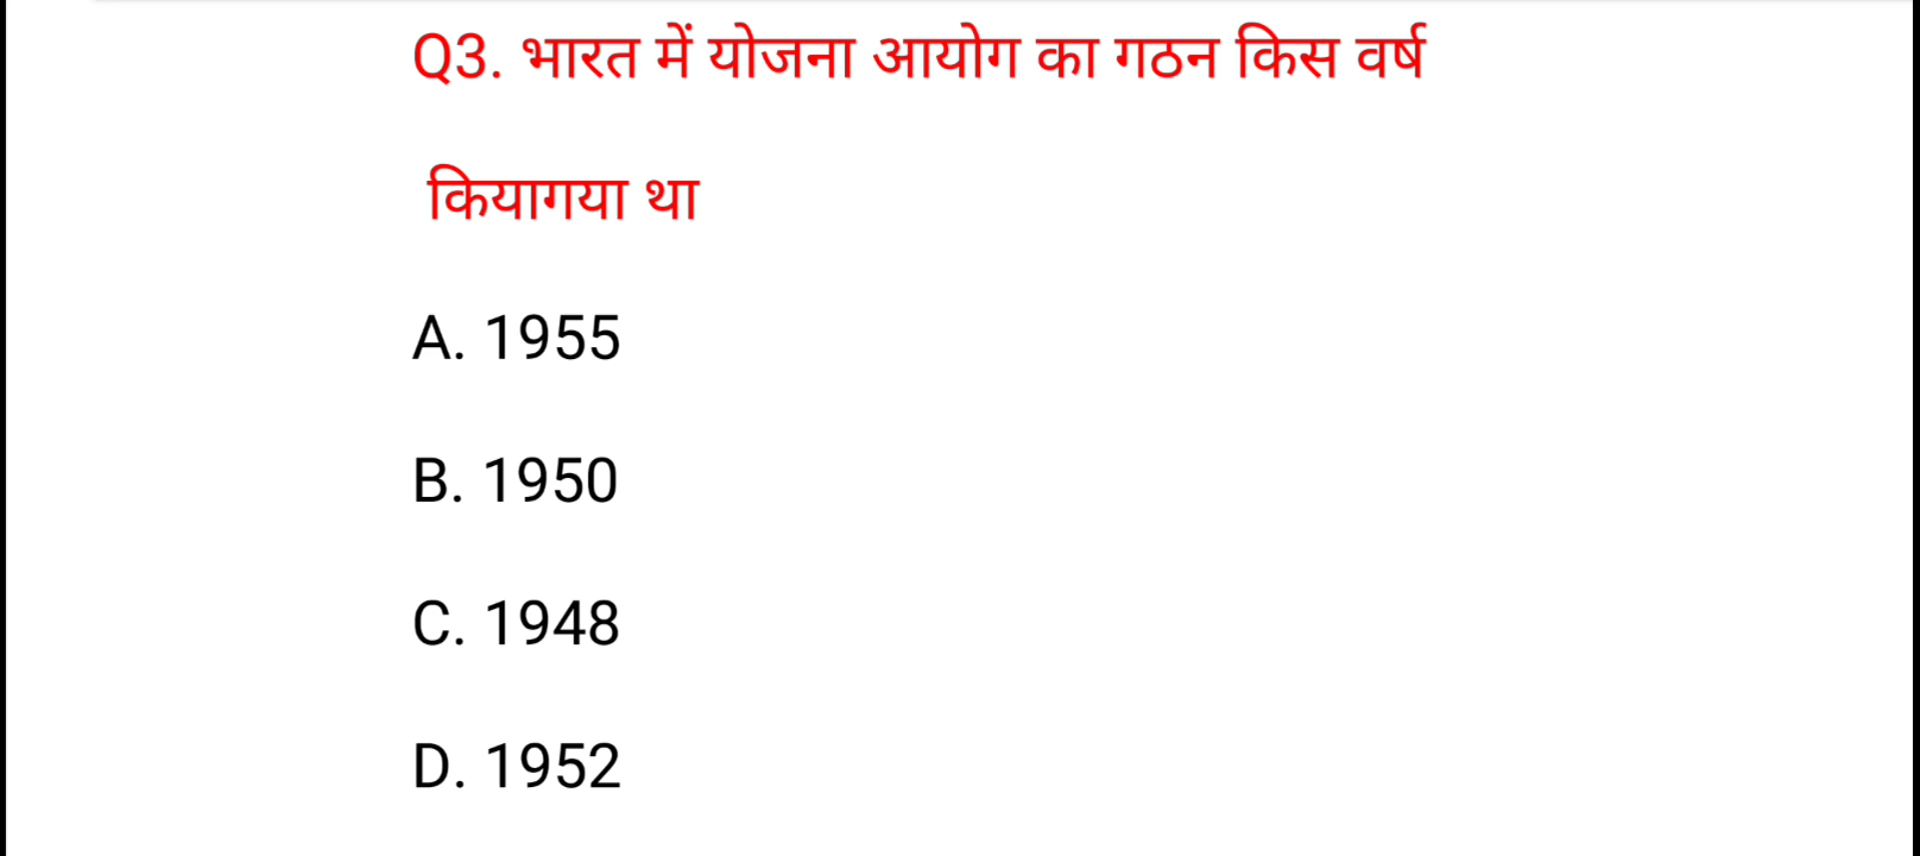 Q3. भारत में योजना आयोग का गठन किस वर्ष
कियागया था
A. 1955
B. 1950
C. 1948
D. 1952